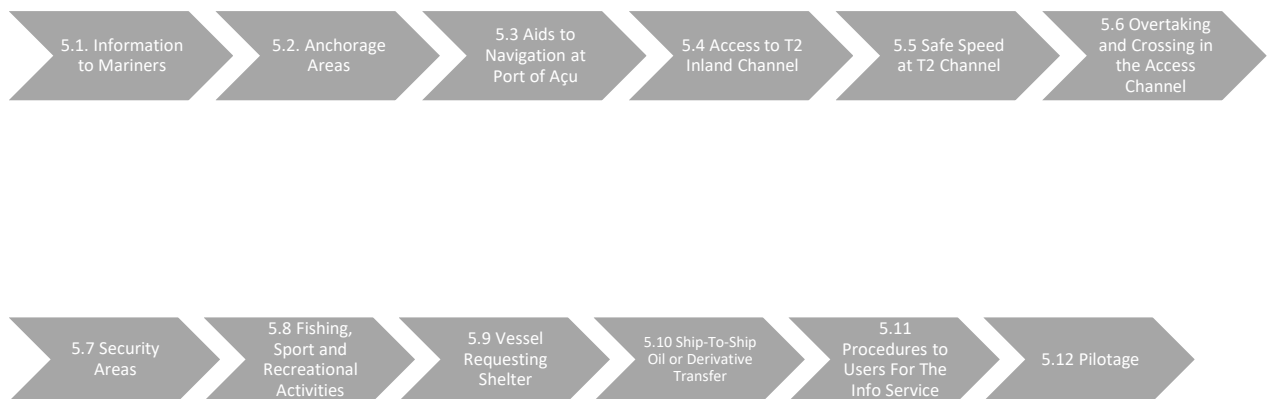 5.1. Information
to Mariners
5.2. Anchorage
Areas
5.3 Aids to
Navigation at
Port of Açu
5.4 Access to T2
Inland Channel
5.5 Safe Speed
at T2 Channel
5.6 Overtaking
and Crossing in
the Access
Channel
5.7 Security
Areas
5.8 Fishing,
Sport and
Recreational
Activities
5.9 Vessel
Requesting
Shelter
5.10 Ship-To-Ship
Oil or Derivative
Transfer
5.11
Procedures to
Users For The
Info Service
5.12 Pilotage